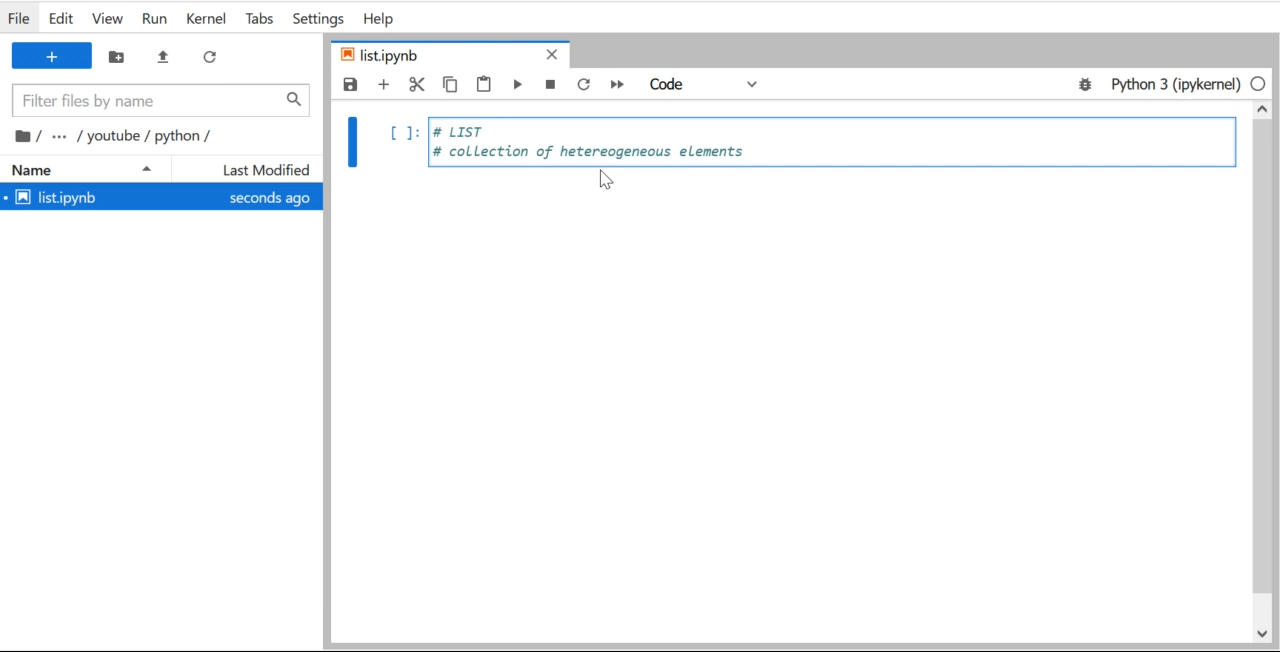 File Edit View Run Kernel Tabs Settings Help
list.ipynb
Code
Python 3 (ipykernel)
Filter files by name
/ ... / youtube / python /
Name Last Modified
list.ipynb seconds ago
[ ]: # LIST
# collection of hetereogeneous elements